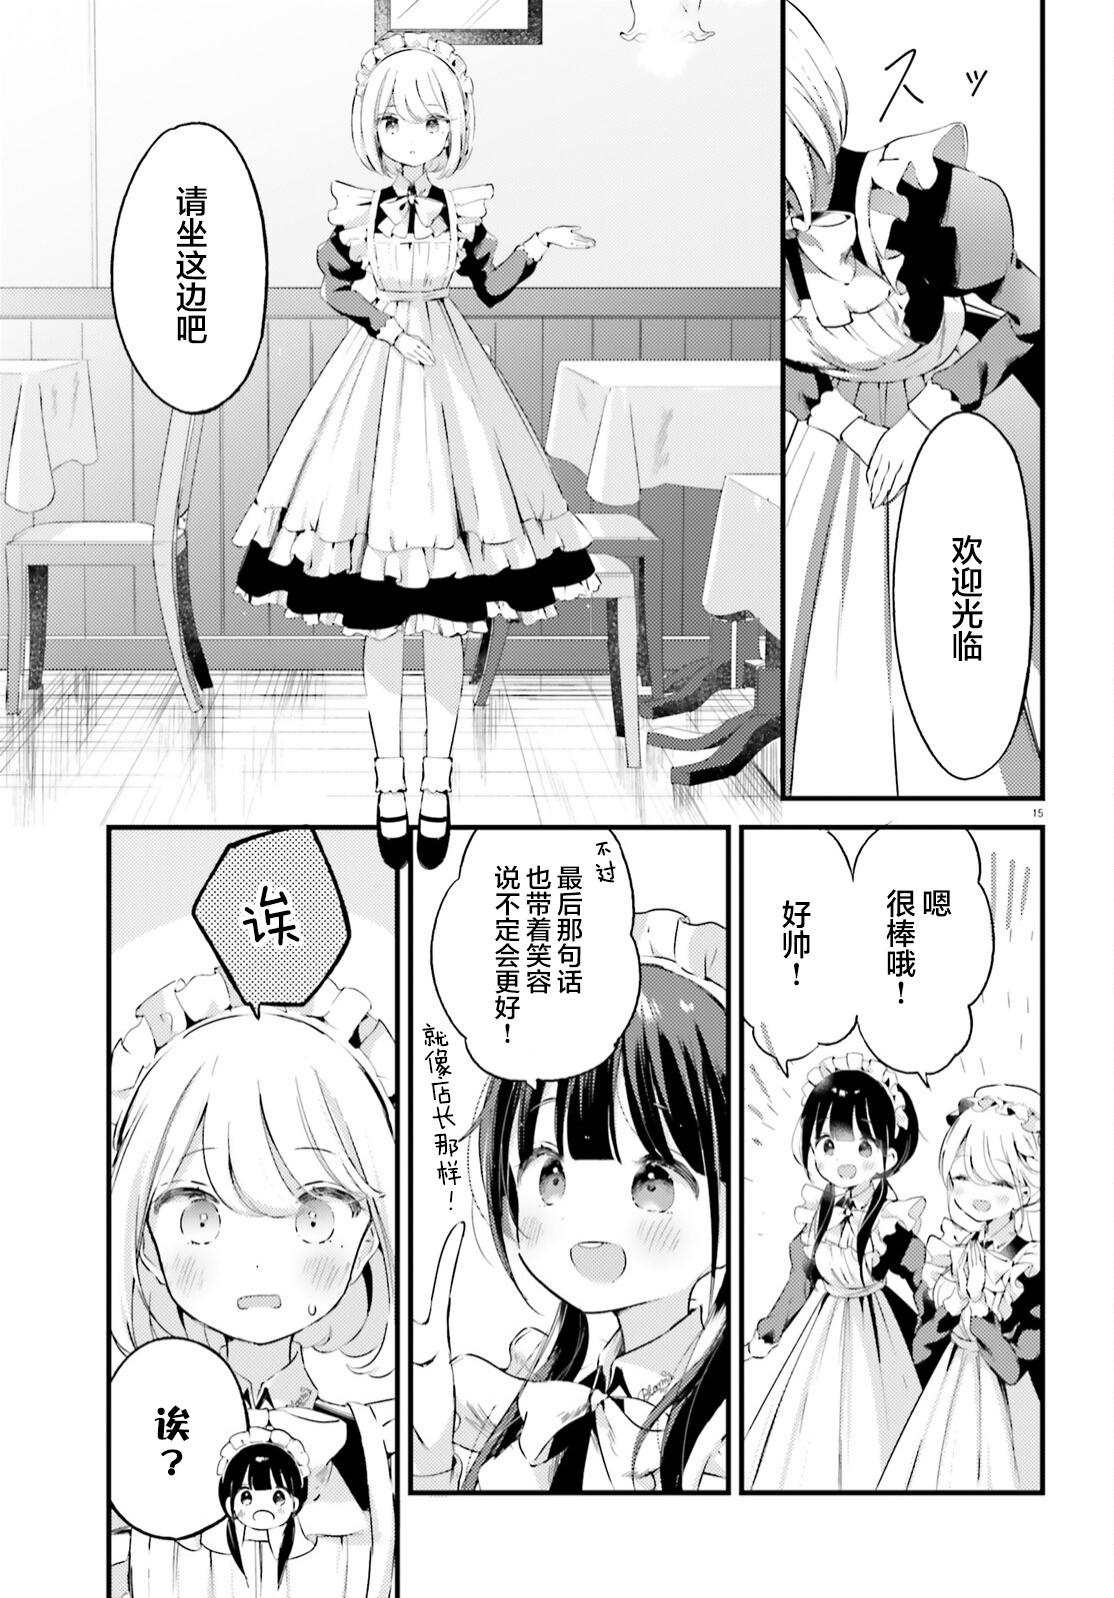 スッ
欢迎光临
请坐这边吧
15
嗯
很棒哦！
好帅！
不过
最后那句话
也带着笑容
说不定会更好！
就像店长那样！
Bloom
诶
诶？